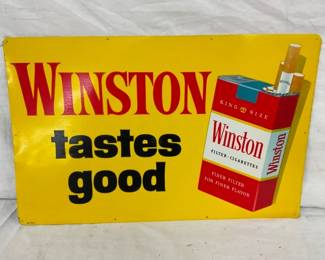 WINSTON
tastes
good
KING SIZE
Winston
FILTER-CIGARETTES
FINER FILTER
FOR FINER FLAVOR
Winston